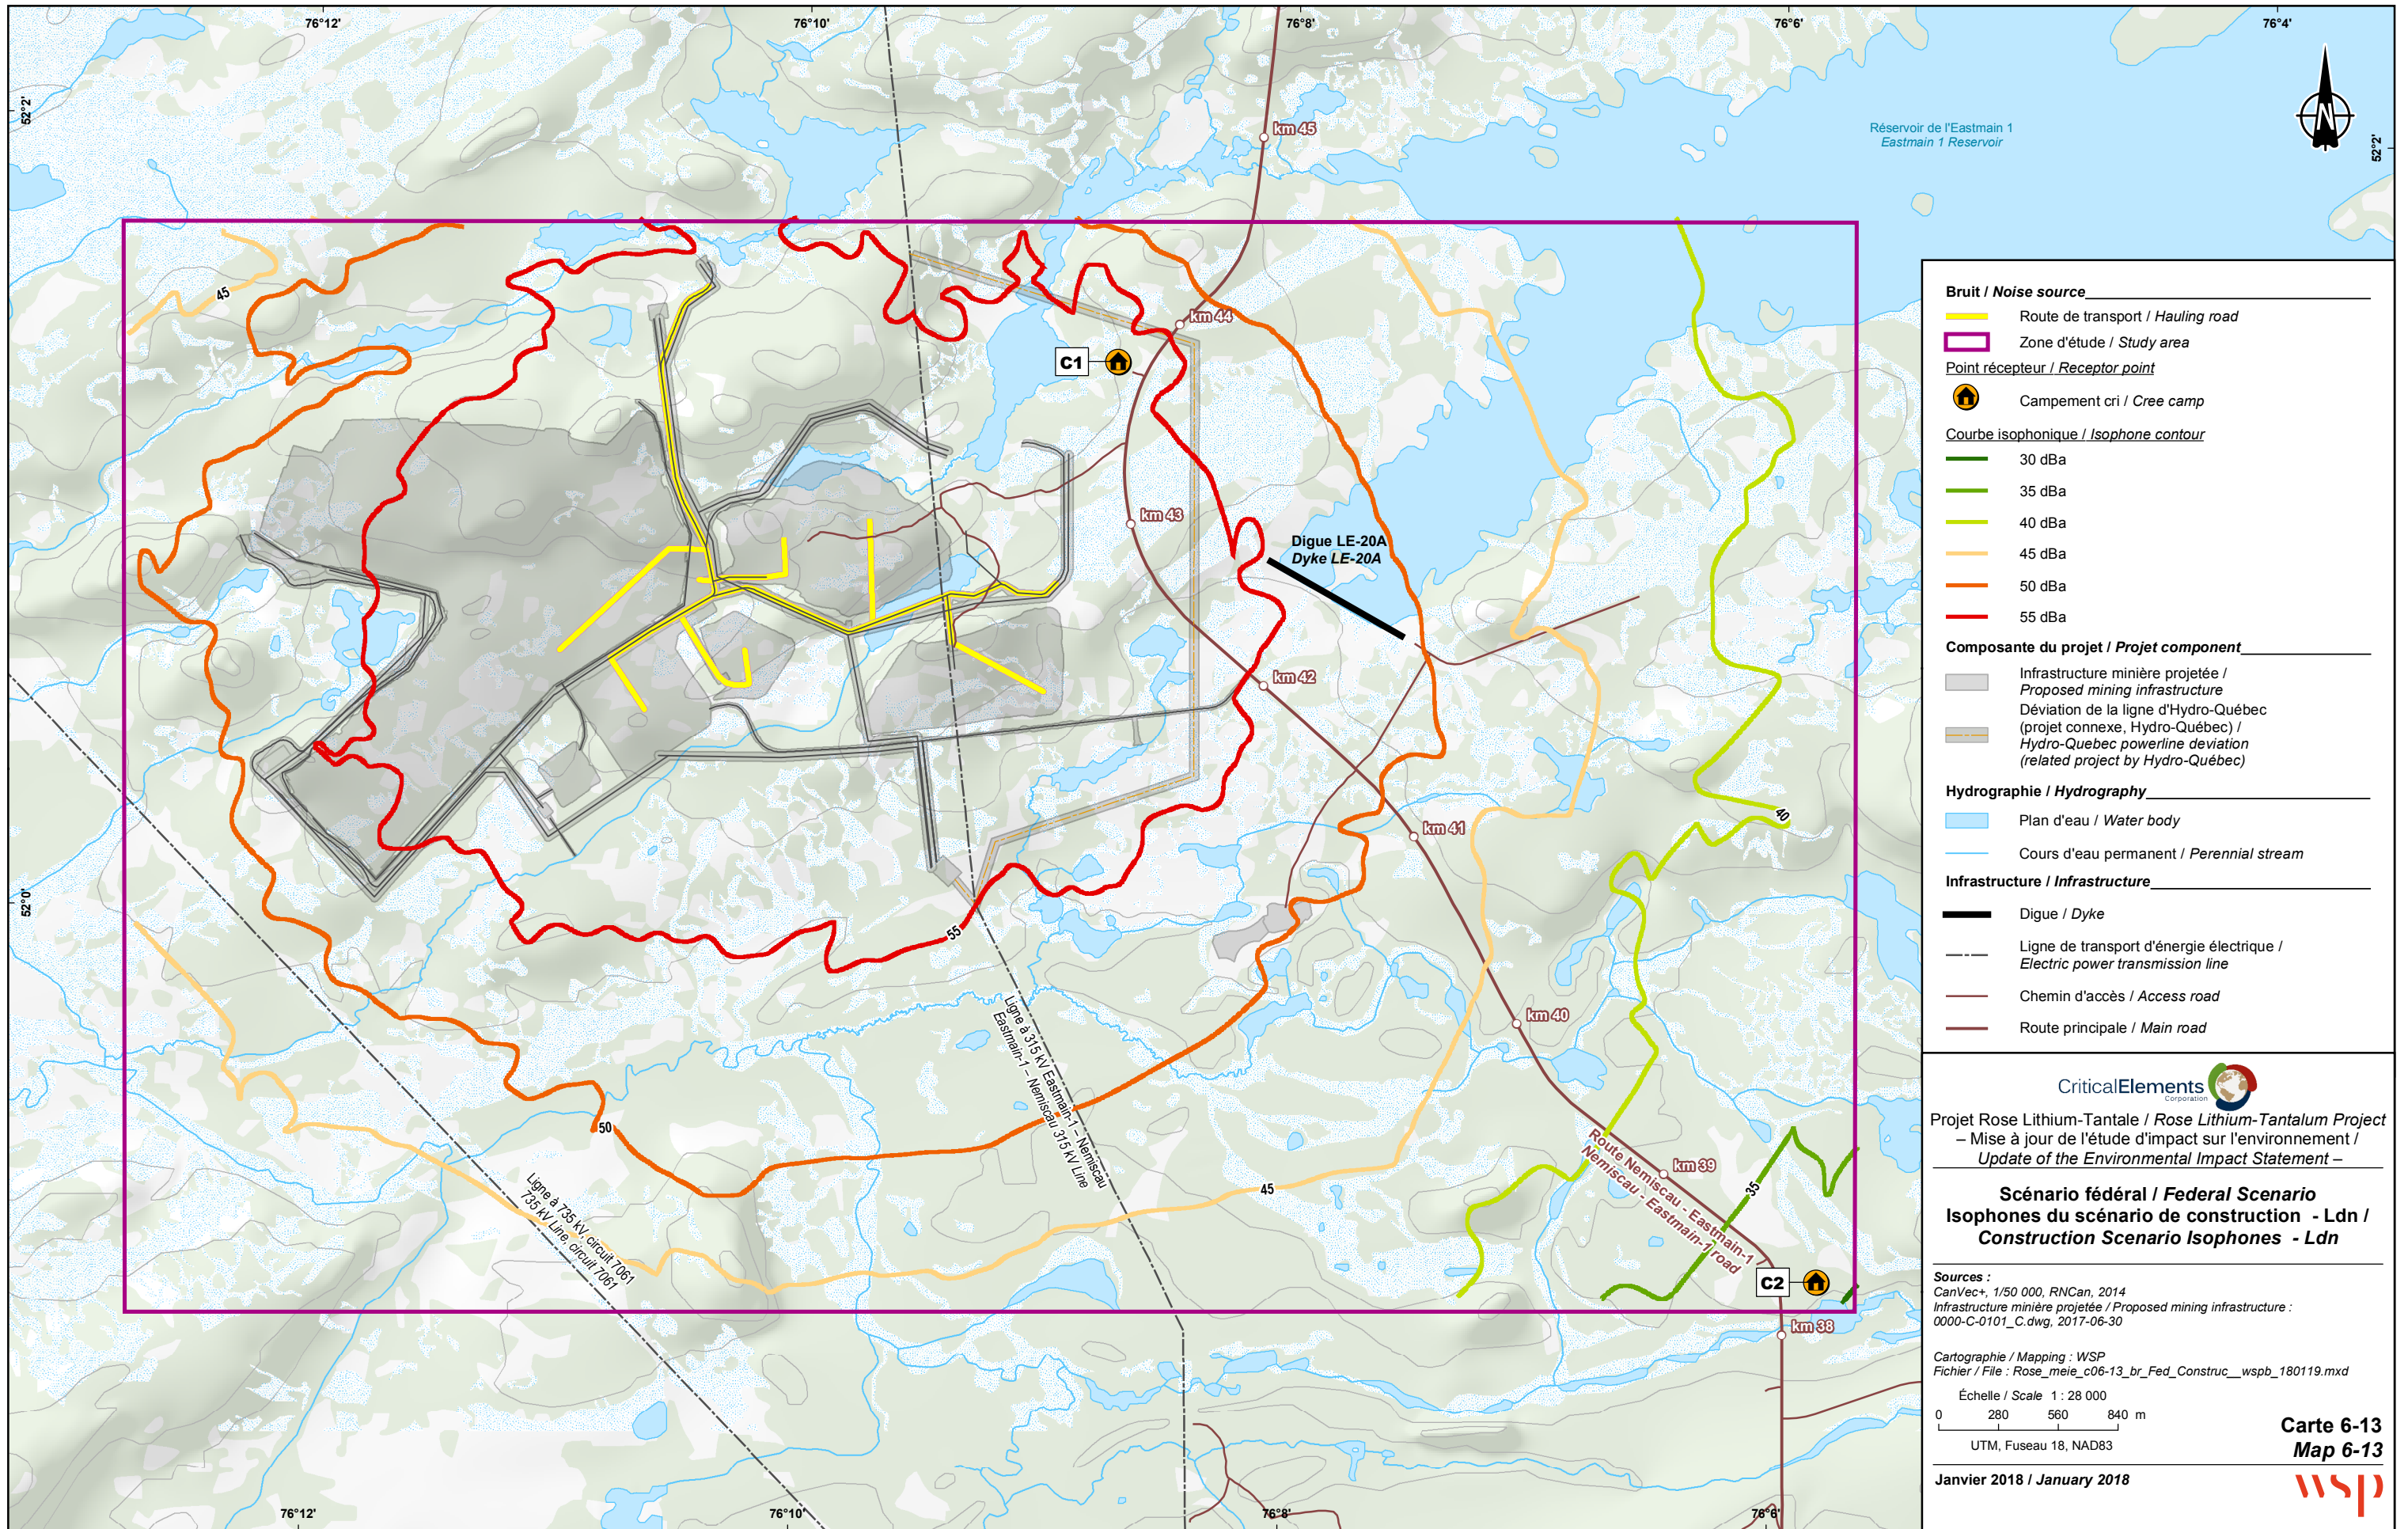 76°12'
76°10'
76°8'
76°6'
76°4'
52°2'
52°2'
52°0'
Réservoir de l'Eastmain 1
Eastmain 1 Reservoir
km 45
km 44
C1
km 43
Digue LE-20A
Dyke LE-20A
km 42
km 41
km 40
km 39
km 38
C2
45
55
50
45
40
35
Ligne à 315 kV Eastmain-1 – Nemiscau
Eastmain-1 – Nemiscau 315 kV Line
Ligne à 735 kV, circuit 7061
735 kV Line, circuit 7061
Route Nemiscau - Eastmain-1
Nemiscau - Eastmain-1 road
76°12'
76°10'
76°8'
76°6'
Bruit / Noise source
Route de transport / Hauling road
Zone d'étude / Study area
Point récepteur / Receptor point
Campement cri / Cree camp
Courbe isophonique / Isophone contour
30 dBa
35 dBa
40 dBa
45 dBa
50 dBa
55 dBa
Composante du projet / Projet component
Infrastructure minière projetée /
Proposed mining infrastructure
Déviation de la ligne d'Hydro-Québec
(projet connexe, Hydro-Québec) /
Hydro-Quebec powerline deviation
(related project by Hydro-Québec)
Hydrographie / Hydrography
Plan d'eau / Water body
Cours d'eau permanent / Perennial stream
Infrastructure / Infrastructure
Digue / Dyke
Ligne de transport d'énergie électrique /
Electric power transmission line
Chemin d'accès / Access road
Route principale / Main road
CriticalElements
Corporation
Projet Rose Lithium-Tantale / Rose Lithium-Tantalum Project
– Mise à jour de l'étude d'impact sur l'environnement /
Update of the Environmental Impact Statement –
Scénario fédéral / Federal Scenario
Isophones du scénario de construction - Ldn /
Construction Scenario Isophones - Ldn
Sources :
CanVec+, 1/50 000, RNCan, 2014
Infrastructure minière projetée / Proposed mining infrastructure :
0000-C-0101_C.dwg, 2017-06-30
Cartographie / Mapping : WSP
Fichier / File : Rose_meie_c06-13_br_Fed_Construc__wspb_180119.mxd
Échelle / Scale 1 : 28 000
0 280 560 840 m
UTM, Fuseau 18, NAD83
Carte 6-13
Map 6-13
Janvier 2018 / January 2018
wsp
N